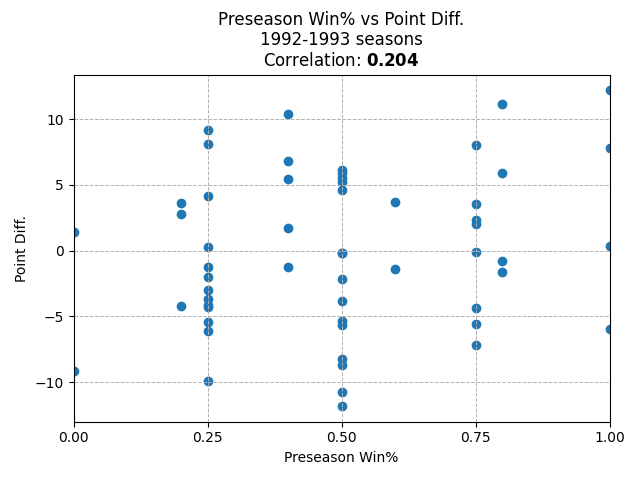 Preseason Win% vs Point Diff.
1992-1993 seasons
Correlation: 0.204
10
5
0
−5
−10
Point Diff.
0.00 0.25 0.50 0.75 1.00
Preseason Win%